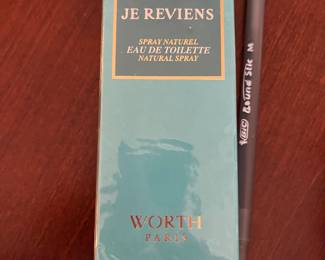 JE REVIENS
SPRAY NATUREL
EAU DE TOILETTE
NATURAL SPRAY
WORTH
PARIS
BIC Round Stic M